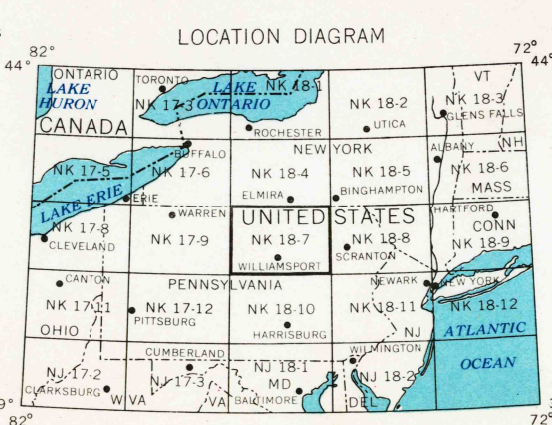 LOCATION DIAGRAM
82°
72°
44°
44°
ONTARIO
LAKE
HURON
TORONTO
NK 17-3
LAKE
ONTARIO
NK 18-1
NK 18-2
VT
NK 18-3
GLENS FALLS
CANADA
ROCHESTER
UTICA
BUFFALO
NEW YORK
ALBANY
NH
NK 17-5
NK 17-6
NK 18-4
NK 18-5
NK 18-6
MASS
LAKE ERIE
ERIE
ELMIRA
BINGHAMPTON
WARREN
UNITED STATES
HARTFORD
CONN
NK 17-8
CLEVELAND
NK 17-9
NK 18-7
WILLIAMSPORT
NK 18-8
SCRANTON
NK 18-9
CANTON
PENNSYLVANIA
NEWARK
NEW YORK
NK 17-11
OHIO
NK 17-12
PITTSBURG
NK 18-10
HARRISBURG
NK 18-11
NJ
NK 18-12
ATLANTIC
OCEAN
CUMBERLAND
WILMINGTON
NJ 17-2
CLARKSBURG
NJ 17-3
NJ 18-1
MD
BALTIMORE
NJ 18-2
W VA
VA
DEL
82°
72°